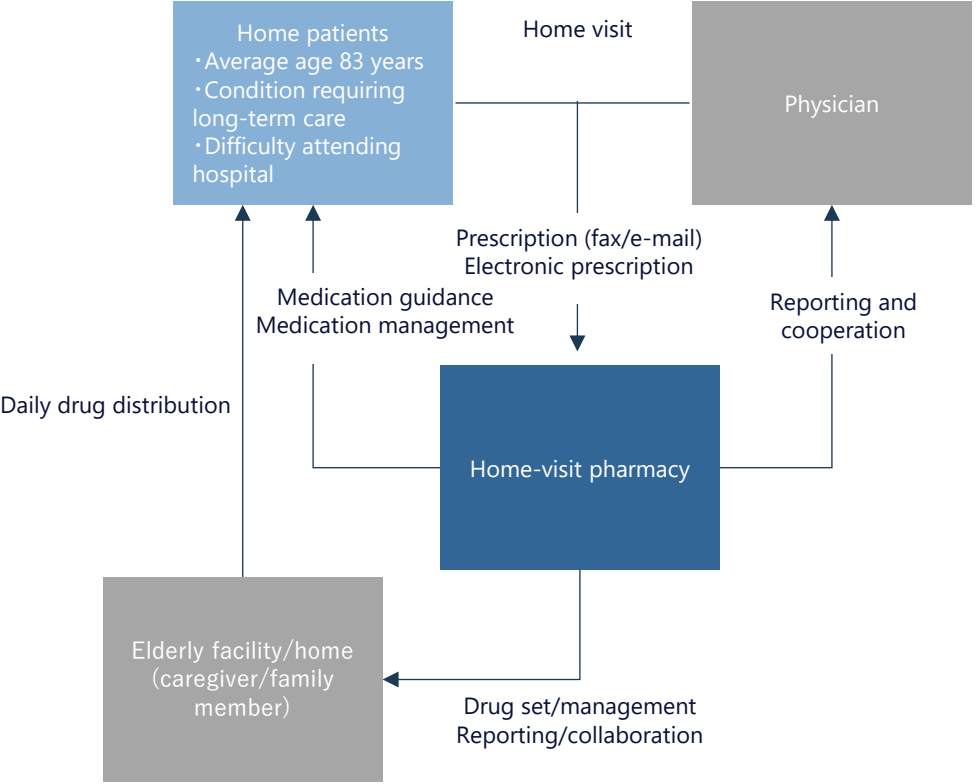 Home patients
・Average age 83 years
・Condition requiring
long-term care
・Difficulty attending
hospital
Home visit
Physician
Prescription (fax/e-mail)
Electronic prescription
Medication guidance
Medication management
Reporting and
cooperation
Daily drug distribution
Home-visit pharmacy
Elderly facility/home
(caregiver/family
member)
Drug set/management
Reporting/collaboration